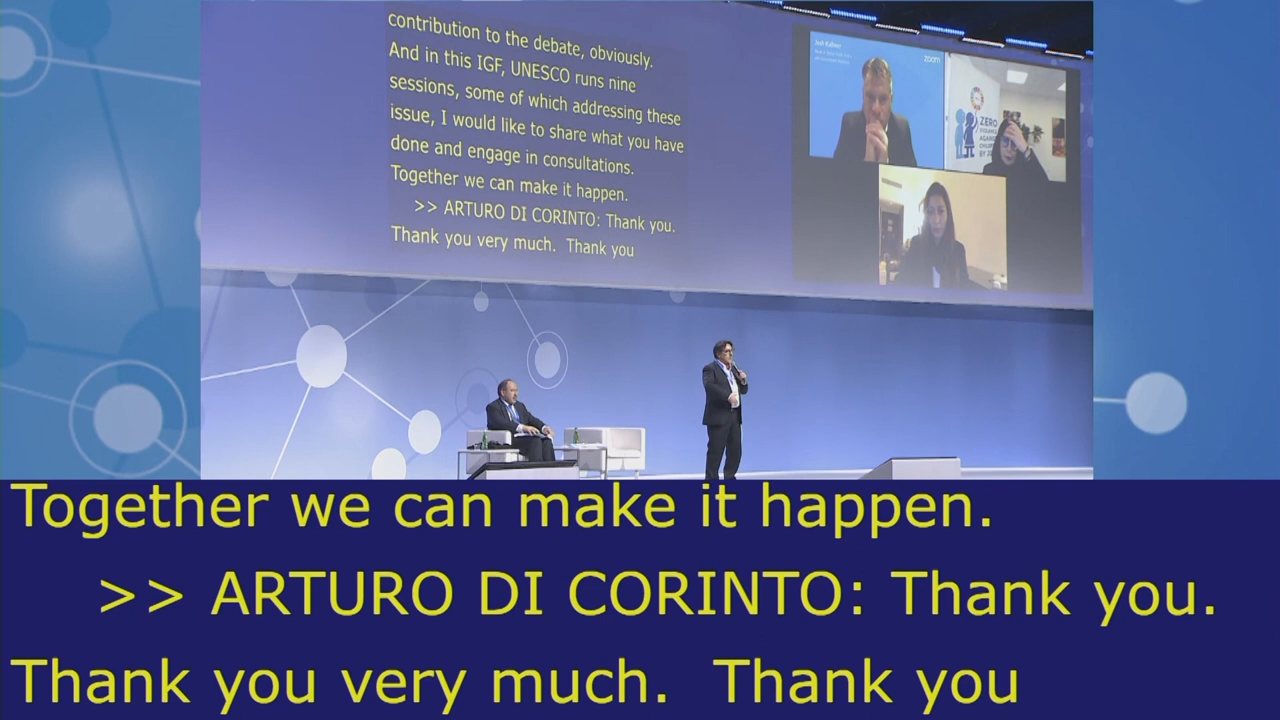 contribution to the debate, obviously.
And in this IGF, UNESCO runs nine
sessions, some of which addressing these
issue, I would like to share what you have
done and engage in consultations.
Together we can make it happen.
>> ARTURO DI CORINTO: Thank you.
Thank you very much. Thank you
zoom
ZERO
Together we can make it happen.
>> ARTURO DI CORINTO: Thank you.
Thank you very much. Thank you